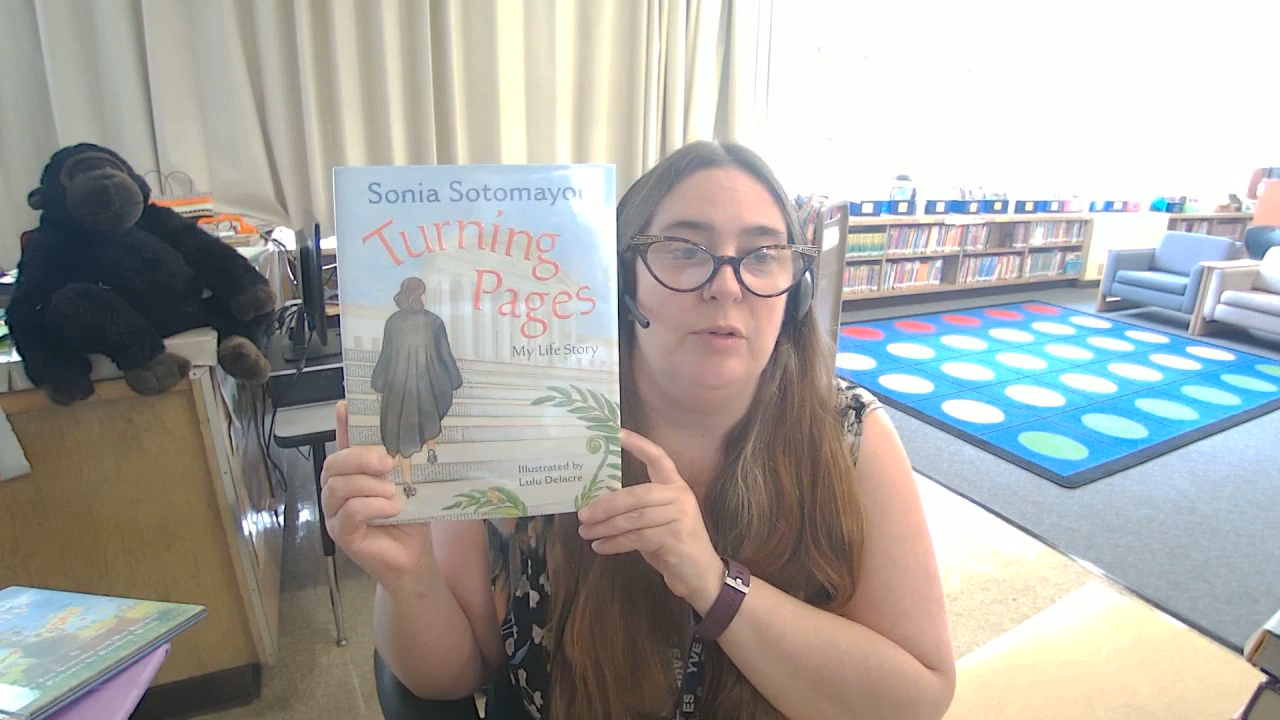 Sonia Sotomayor
Turning
Pages
My Life Story
Illustrated by
Lulu Delacre